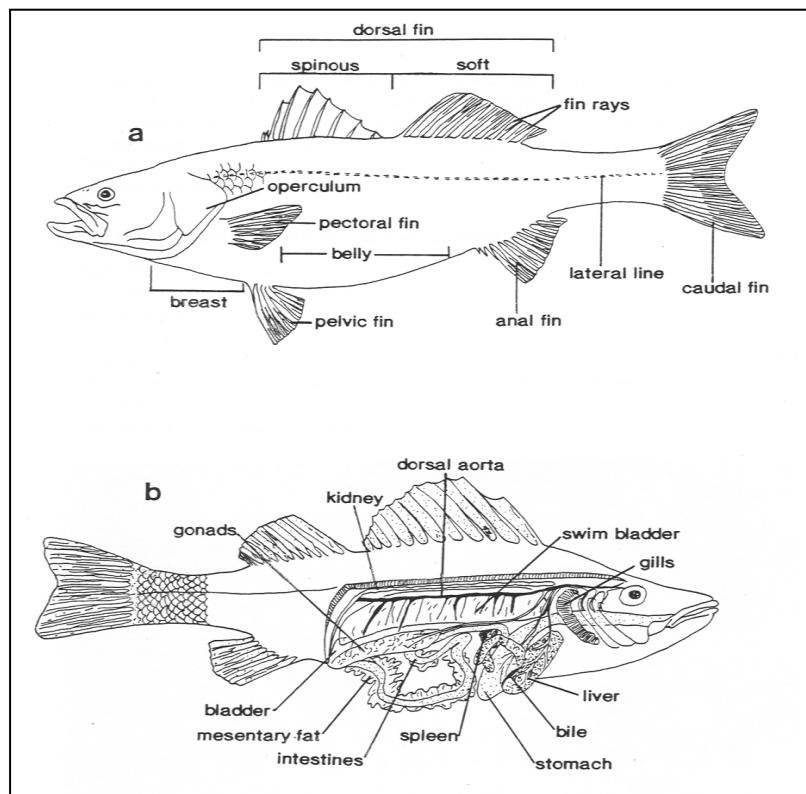 dorsal fin
spinous
soft
fin rays
a
operculum
pectoral fin
belly
lateral line
caudal fin
breast
pelvic fin
anal fin
dorsal aorta
b
kidney
gonads
swim bladder
gills
liver
bladder
bile
mesentary fat
spleen
intestines
stomach